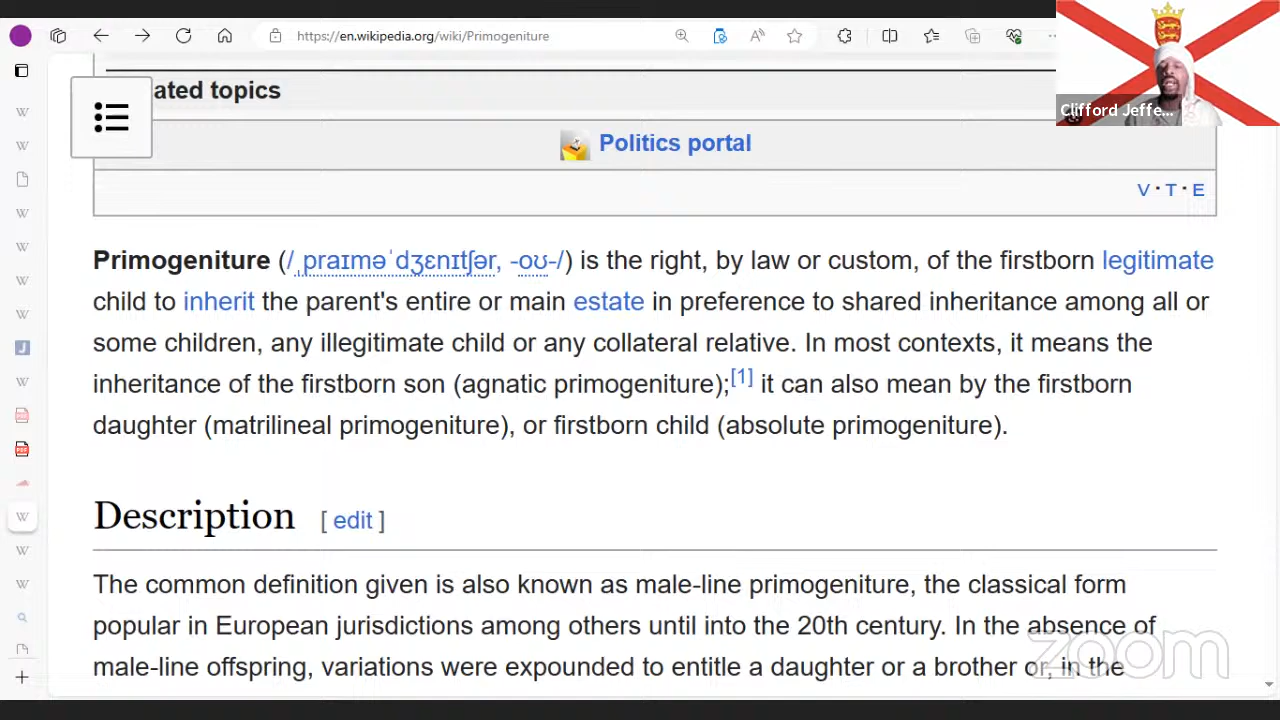 https://en.wikipedia.org/wiki/Primogeniture
Clifford Jeffe...
ated topics
Politics portal
V · T · E
Primogeniture (/ˌpraɪməˈdʒɛnɪtʃər, -oʊ-/) is the right, by law or custom, of the firstborn legitimate
child to inherit the parent's entire or main estate in preference to shared inheritance among all or
some children, any illegitimate child or any collateral relative. In most contexts, it means the
inheritance of the firstborn son (agnatic primogeniture);[1] it can also mean by the firstborn
daughter (matrilineal primogeniture), or firstborn child (absolute primogeniture).
Description [ edit ]
The common definition given is also known as male-line primogeniture, the classical form
popular in European jurisdictions among others until into the 20th century. In the absence of
male-line offspring, variations were expounded to entitle a daughter or a brother or, in the
zoom